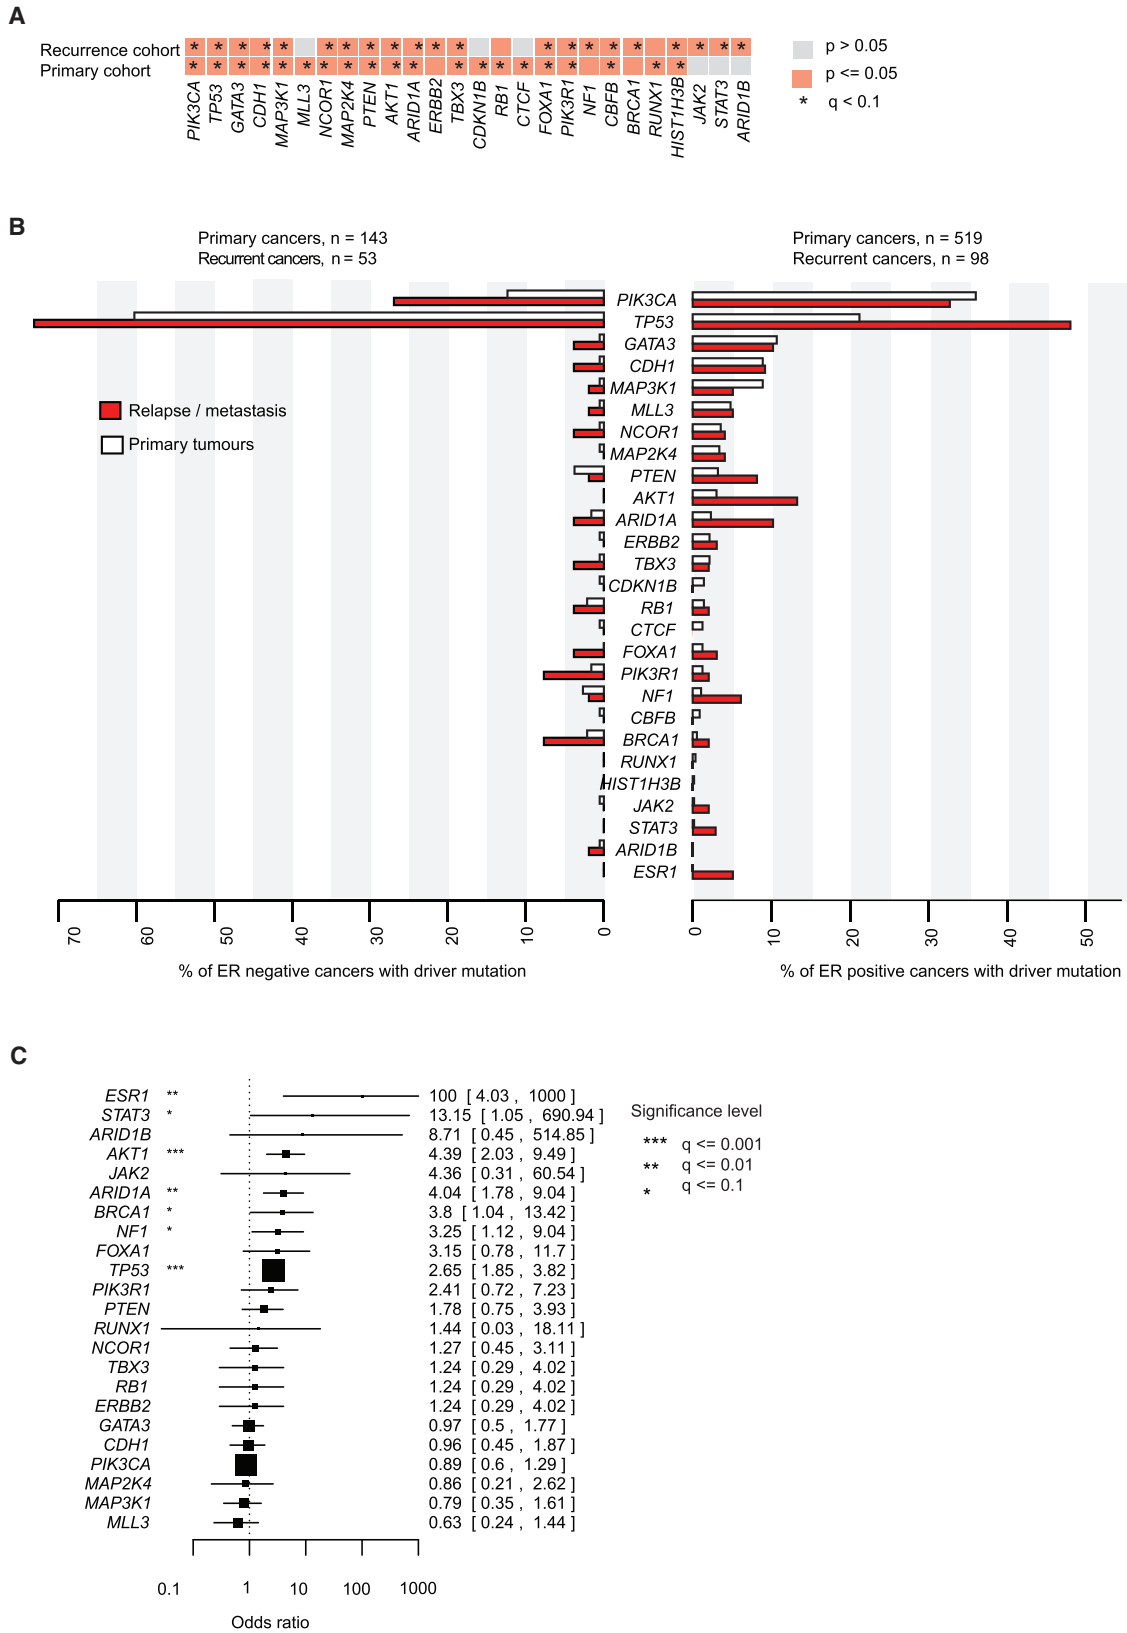 A
Recurrence cohort * * * * * * * * * * * * * * * * * * * * *
Primary cohort * * * * * * * * * * * * * * * * * * * * *
PIK3CA TP53 GATA3 CDH1 MAP3K1 MLL3 NCOR1 MAP2K4 PTEN AKT1 ARID1A ERBB2 TBX3 CDKN1B RB1 CTCF FOXA1 PIK3R1 NF1 CBFB BRCA1 RUNX1 HIST1H3B JAK2 STAT3 ARID1B
p > 0.05
p <= 0.05
* q < 0.1
B
Primary cancers, n = 143
Recurrent cancers, n = 53
Primary cancers, n = 519
Recurrent cancers, n = 98
Relapse / metastasis
Primary tumours
PIK3CA
TP53
GATA3
CDH1
MAP3K1
MLL3
NCOR1
MAP2K4
PTEN
AKT1
ARID1A
ERBB2
TBX3
CDKN1B
RB1
CTCF
FOXA1
PIK3R1
NF1
CBFB
BRCA1
RUNX1
HIST1H3B
JAK2
STAT3
ARID1B
ESR1
70 60 50 40 30 20 10 0
0 10 20 30 40 50
% of ER negative cancers with driver mutation
% of ER positive cancers with driver mutation
C
ESR1 ** 100 [ 4.03 , 1000 ]
STAT3 * 13.15 [ 1.05 , 690.94 ]
ARID1B 8.71 [ 0.45 , 514.85 ]
AKT1 *** 4.39 [ 2.03 , 9.49 ]
JAK2 4.36 [ 0.31 , 60.54 ]
ARID1A ** 4.04 [ 1.78 , 9.04 ]
BRCA1 * 3.8 [ 1.04 , 13.42 ]
NF1 * 3.25 [ 1.12 , 9.04 ]
FOXA1 3.15 [ 0.78 , 11.7 ]
TP53 *** 2.65 [ 1.85 , 3.82 ]
PIK3R1 2.41 [ 0.72 , 7.23 ]
PTEN 1.78 [ 0.75 , 3.93 ]
RUNX1 1.44 [ 0.03 , 18.11 ]
NCOR1 1.27 [ 0.45 , 3.11 ]
TBX3 1.24 [ 0.29 , 4.02 ]
RB1 1.24 [ 0.29 , 4.02 ]
ERBB2 1.24 [ 0.29 , 4.02 ]
GATA3 0.97 [ 0.5 , 1.77 ]
CDH1 0.96 [ 0.45 , 1.87 ]
PIK3CA 0.89 [ 0.6 , 1.29 ]
MAP2K4 0.86 [ 0.21 , 2.62 ]
MAP3K1 0.79 [ 0.35 , 1.61 ]
MLL3 0.63 [ 0.24 , 1.44 ]
Significance level
*** q <= 0.001
** q <= 0.01
* q <= 0.1
0.1 1 10 100 1000
Odds ratio